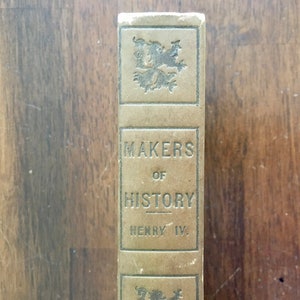 MAKERS
OF
HISTORY
HENRY IV.